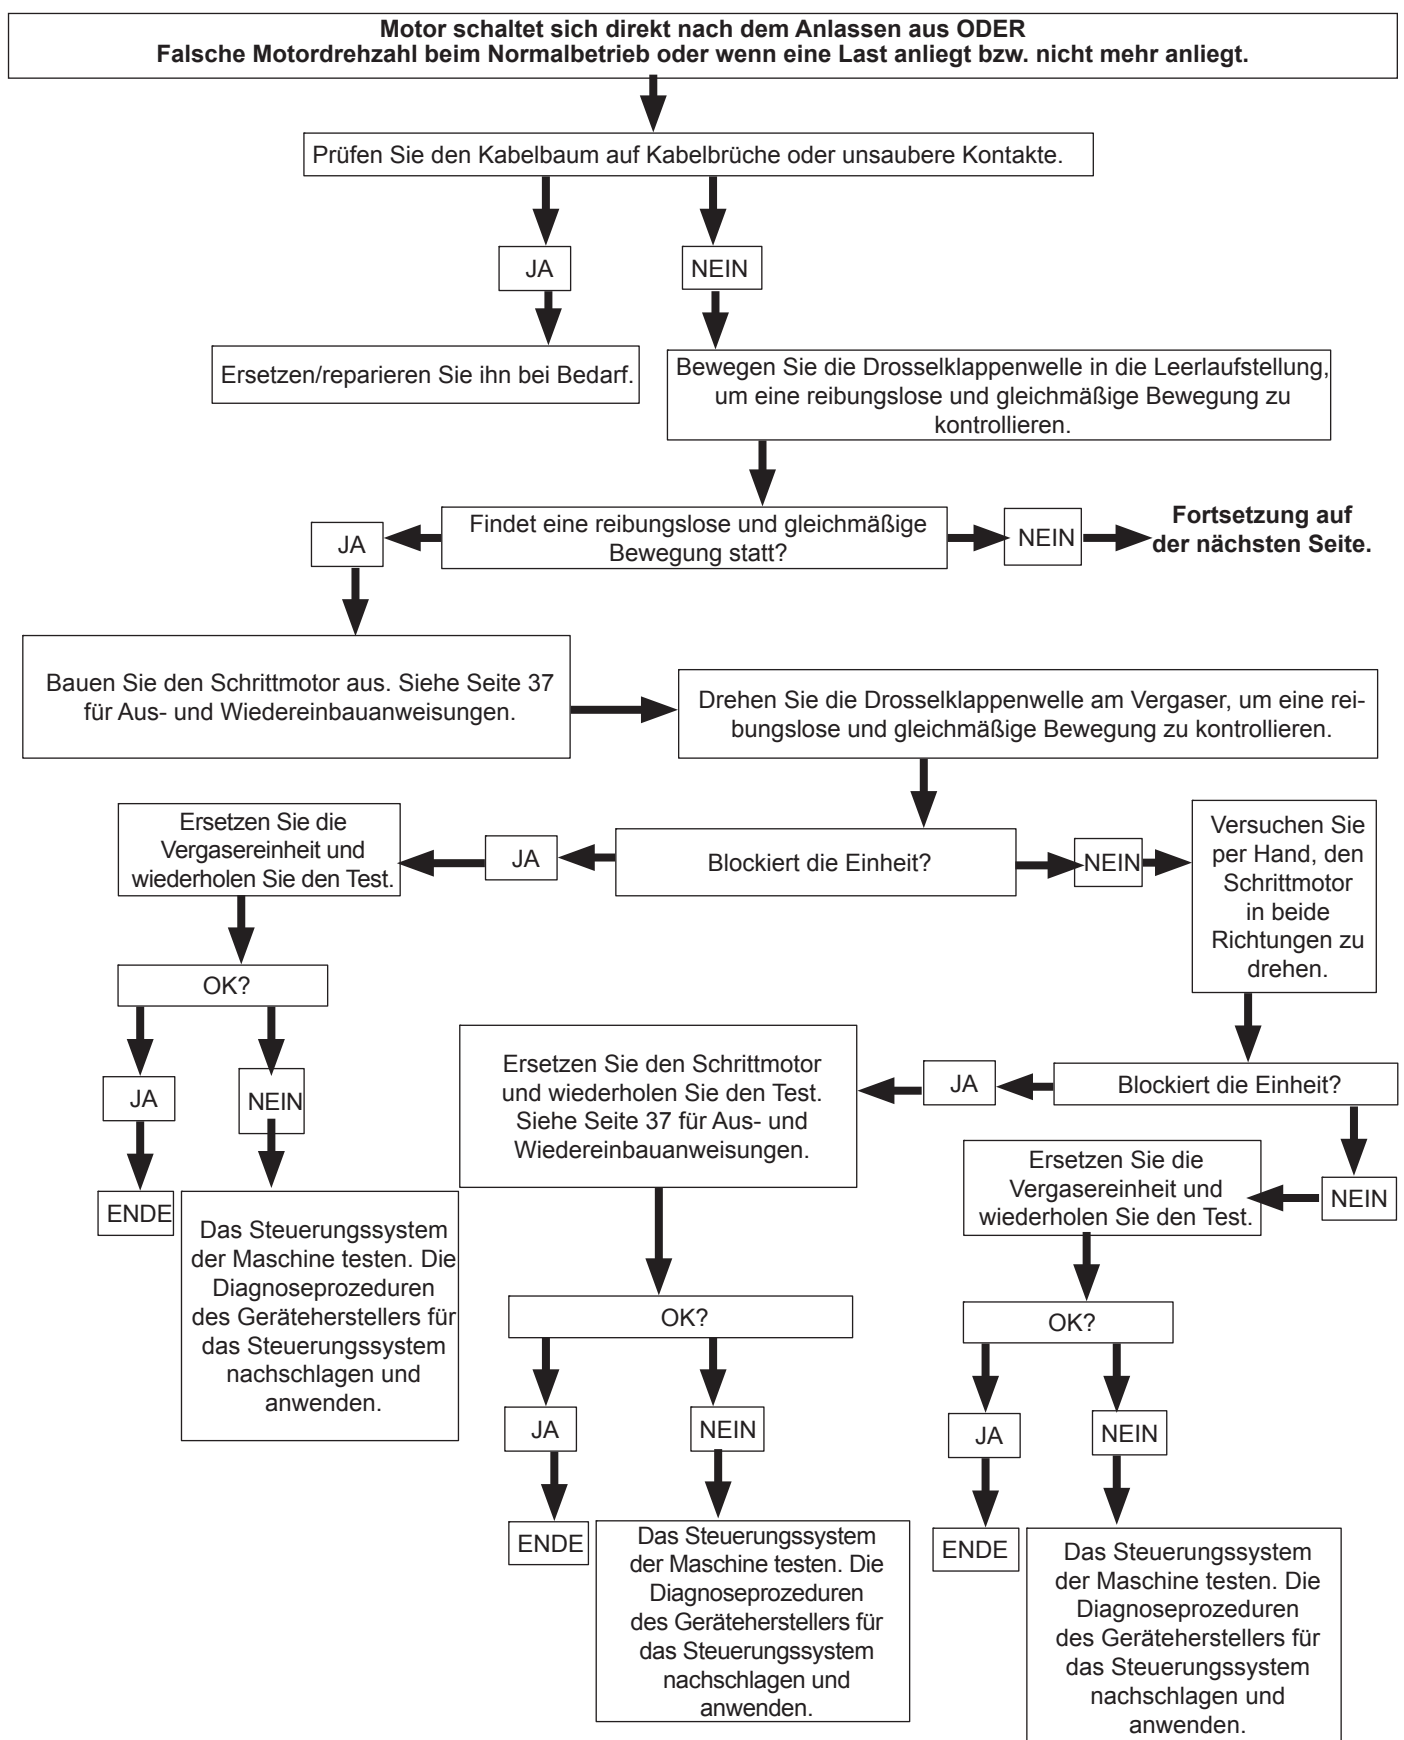 Motor schaltet sich direkt nach dem Anlassen aus ODER
Falsche Motordrehzahl beim Normalbetrieb oder wenn eine Last anliegt bzw. nicht mehr anliegt.
Prüfen Sie den Kabelbaum auf Kabelbrüche oder unsaubere Kontakte.
JA
NEIN
Ersetzen/reparieren Sie ihn bei Bedarf.
Bewegen Sie die Drosselklappenwelle in die Leerlaufstellung,
um eine reibungslose und gleichmäßige Bewegung zu
kontrollieren.
Findet eine reibungslose und gleichmäßige
Bewegung statt?
JA
NEIN
Fortsetzung auf
der nächsten Seite.
Bauen Sie den Schrittmotor aus. Siehe Seite 37
für Aus- und Wiedereinbauanweisungen.
Drehen Sie die Drosselklappenwelle am Vergaser, um eine rei-
bungslose und gleichmäßige Bewegung zu kontrollieren.
Ersetzen Sie die
Vergasereinheit und
wiederholen Sie den Test.
JA
Blockiert die Einheit?
NEIN
Versuchen Sie
per Hand, den
Schrittmotor
in beide
Richtungen zu
drehen.
OK?
JA
NEIN
ENDE
Das Steuerungssystem
der Maschine testen. Die
Diagnoseprozeduren
des Geräteherstellers für
das Steuerungssystem
nachschlagen und
anwenden.
Ersetzen Sie den Schrittmotor
und wiederholen Sie den Test.
Siehe Seite 37 für Aus- und
Wiedereinbauanweisungen.
JA
Blockiert die Einheit?
NEIN
Ersetzen Sie die
Vergasereinheit und
wiederholen Sie den Test.
OK?
JA
NEIN
ENDE
Das Steuerungssystem
der Maschine testen. Die
Diagnoseprozeduren
des Geräteherstellers für
das Steuerungssystem
nachschlagen und
anwenden.
OK?
JA
NEIN
ENDE
Das Steuerungssystem
der Maschine testen. Die
Diagnoseprozeduren
des Geräteherstellers für
das Steuerungssystem
nachschlagen und
anwenden.